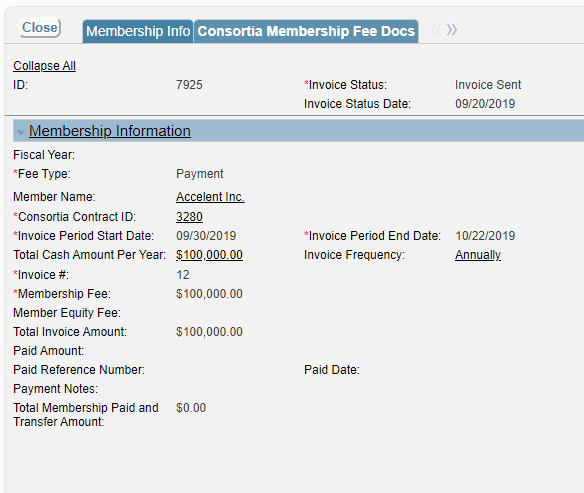 Close Membership Info Consortia Membership Fee Docs
Collapse All
ID: 7925 *Invoice Status: Invoice Sent
Invoice Status Date: 09/20/2019
Membership Information
Fiscal Year:
*Fee Type: Payment
Member Name: Accelent Inc.
*Consortia Contract ID: 3280
*Invoice Period Start Date: 09/30/2019 *Invoice Period End Date: 10/22/2019
Total Cash Amount Per Year: $100,000.00 Invoice Frequency: Annually
*Invoice #: 12
*Membership Fee: $100,000.00
Member Equity Fee:
Total Invoice Amount: $100,000.00
Paid Amount:
Paid Reference Number: Paid Date:
Payment Notes:
Total Membership Paid and $0.00
Transfer Amount: